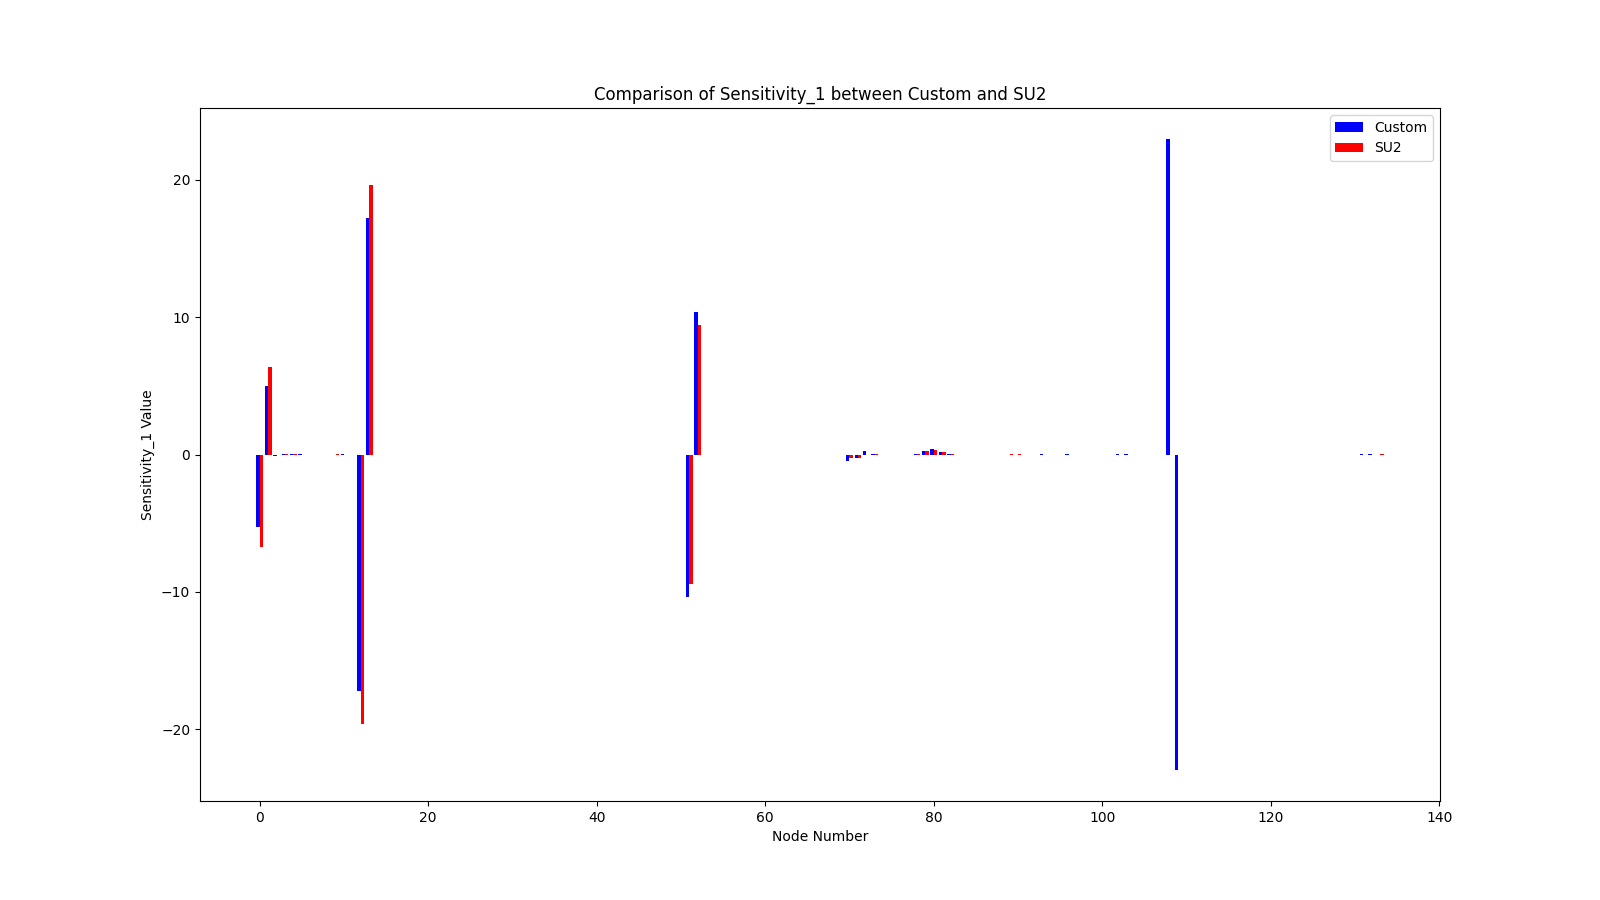 Comparison of Sensitivity_1 between Custom and SU2
Custom
SU2
Sensitivity_1 Value
20
10
0
−10
−20
0 20 40 60 80 100 120 140
Node Number